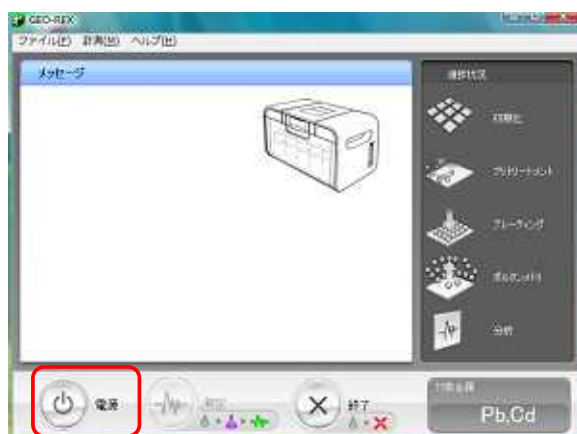 GEO-REX
ファイル(F) 計測(M) ヘルプ(H)
メッセージ
進捗状況
初期化
プリトリートメント
プレーティング
ボルタンメトリ
分析
電源
測定
終了
対象金属
Pb,Cd